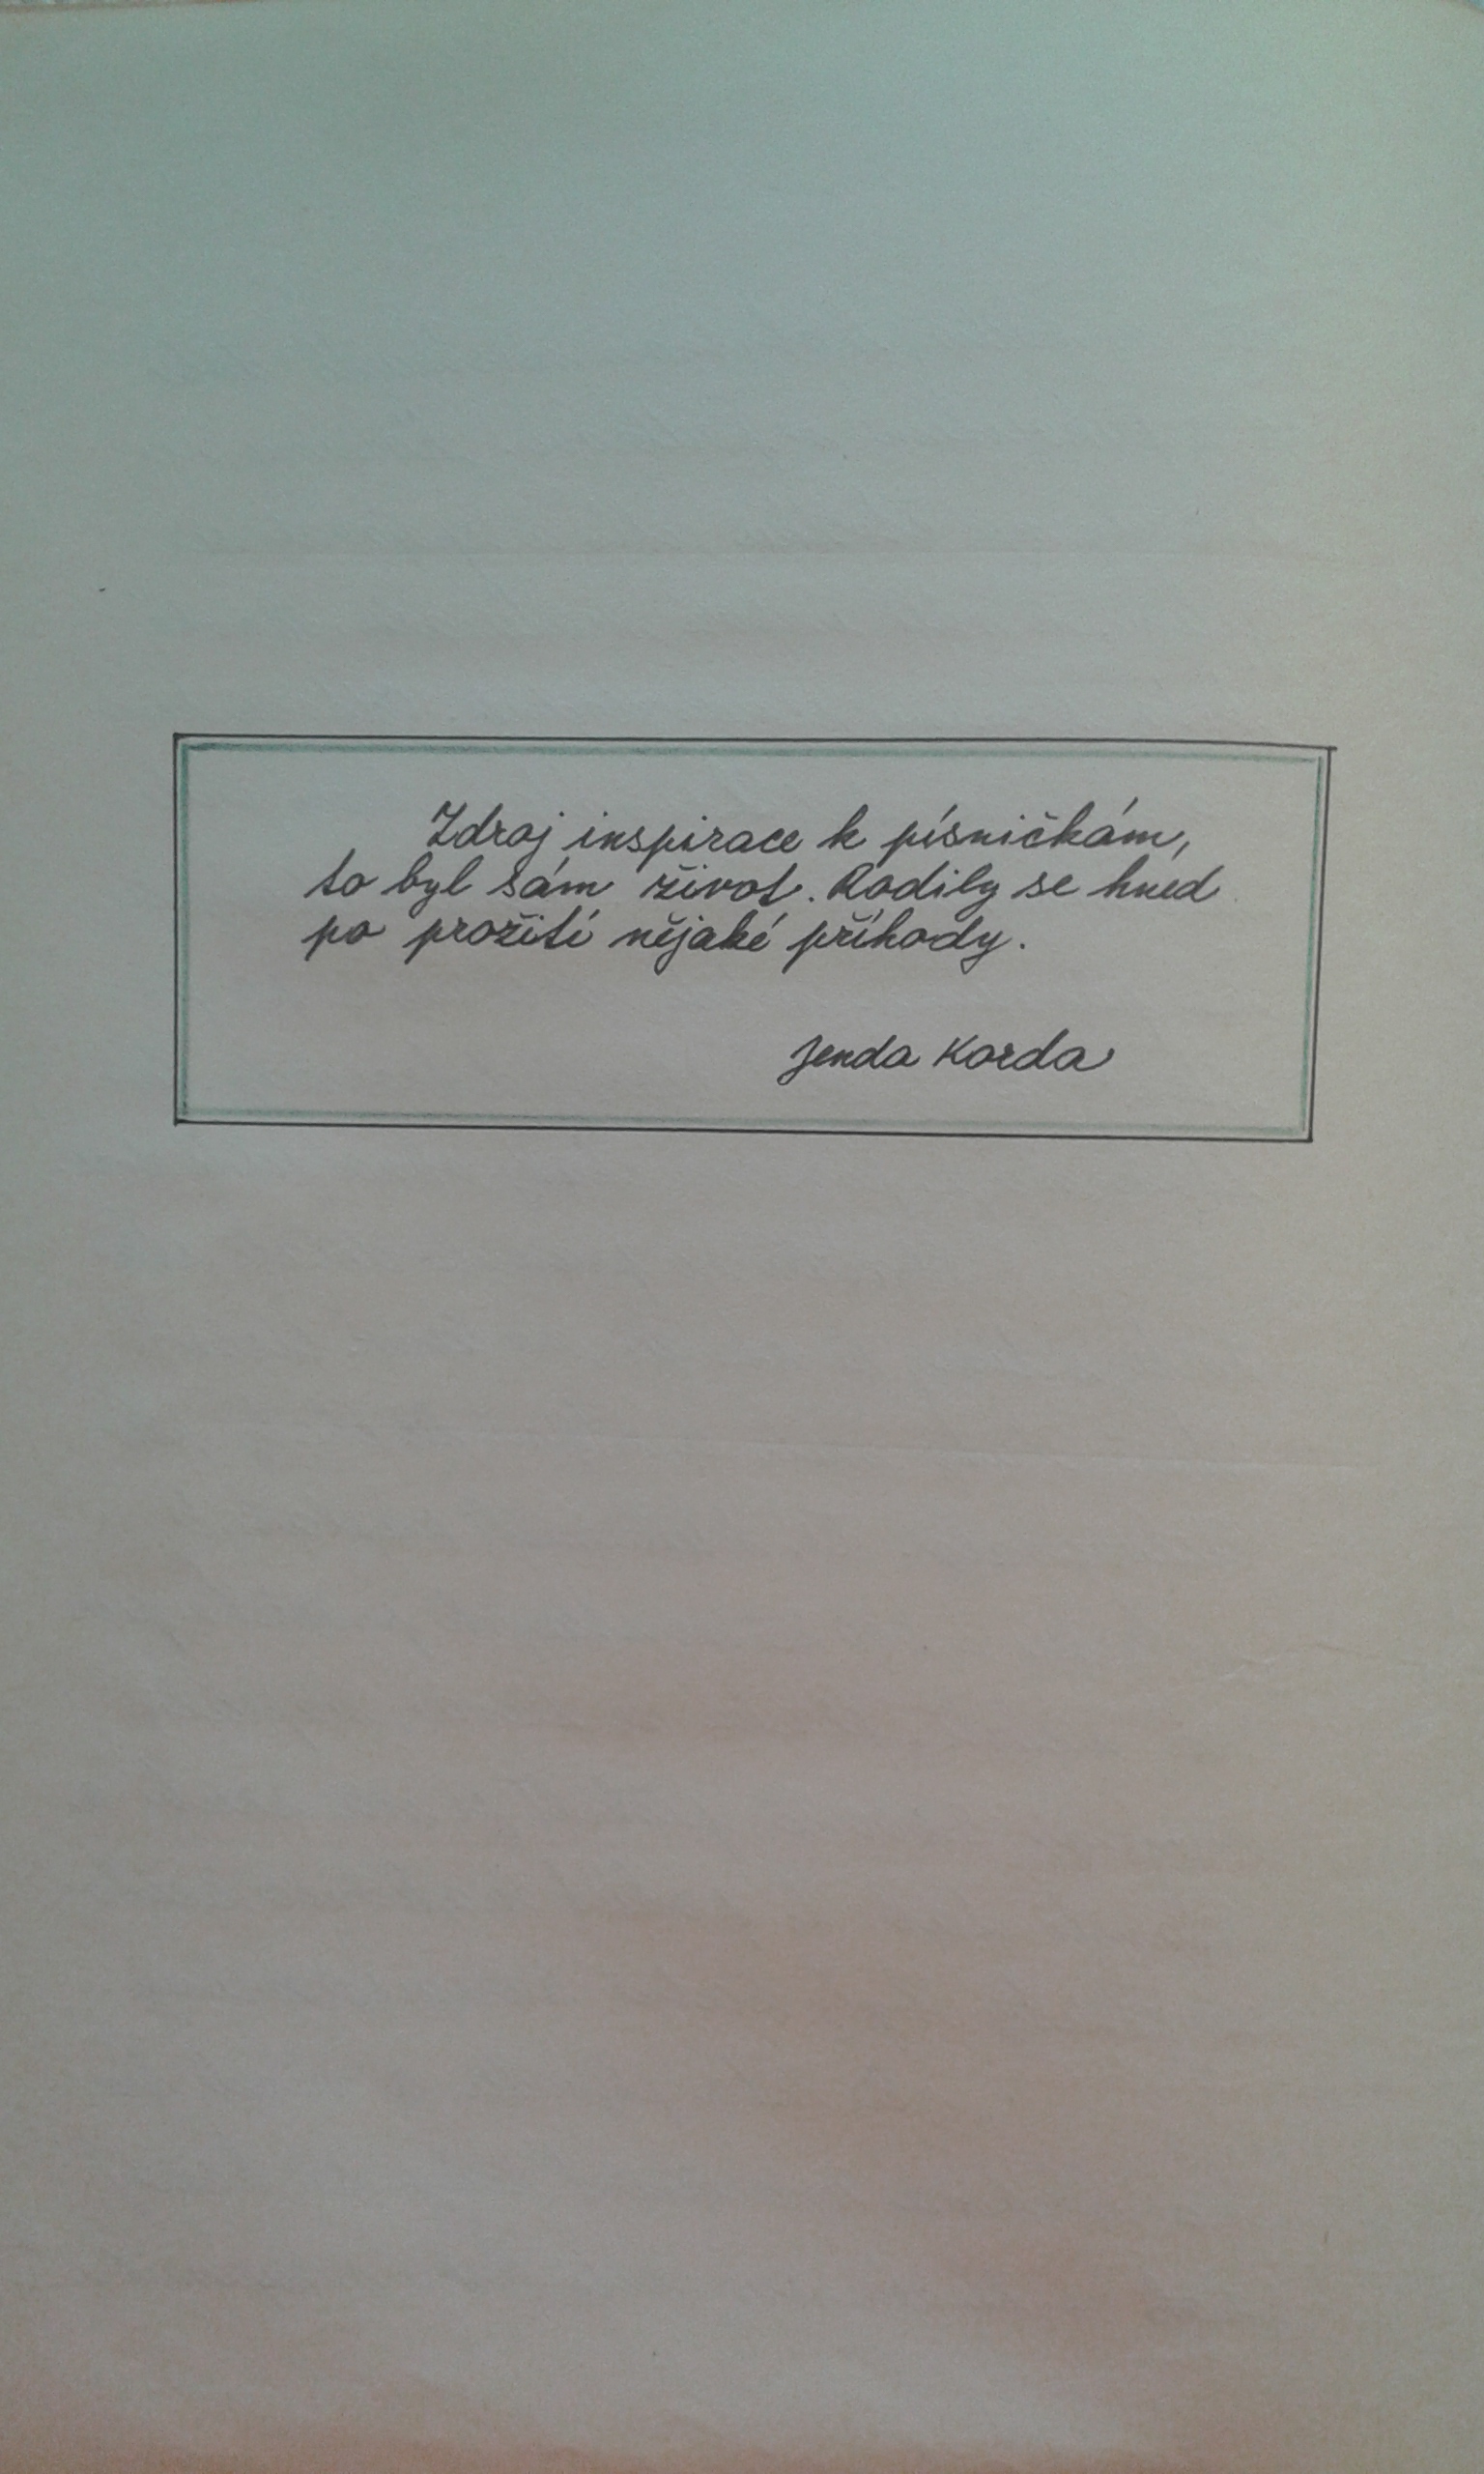 Zdroj inspirace k písničkám,
to byl sám život. Rodily se hned
po prožití nějaké příhody.
Jenda Korda